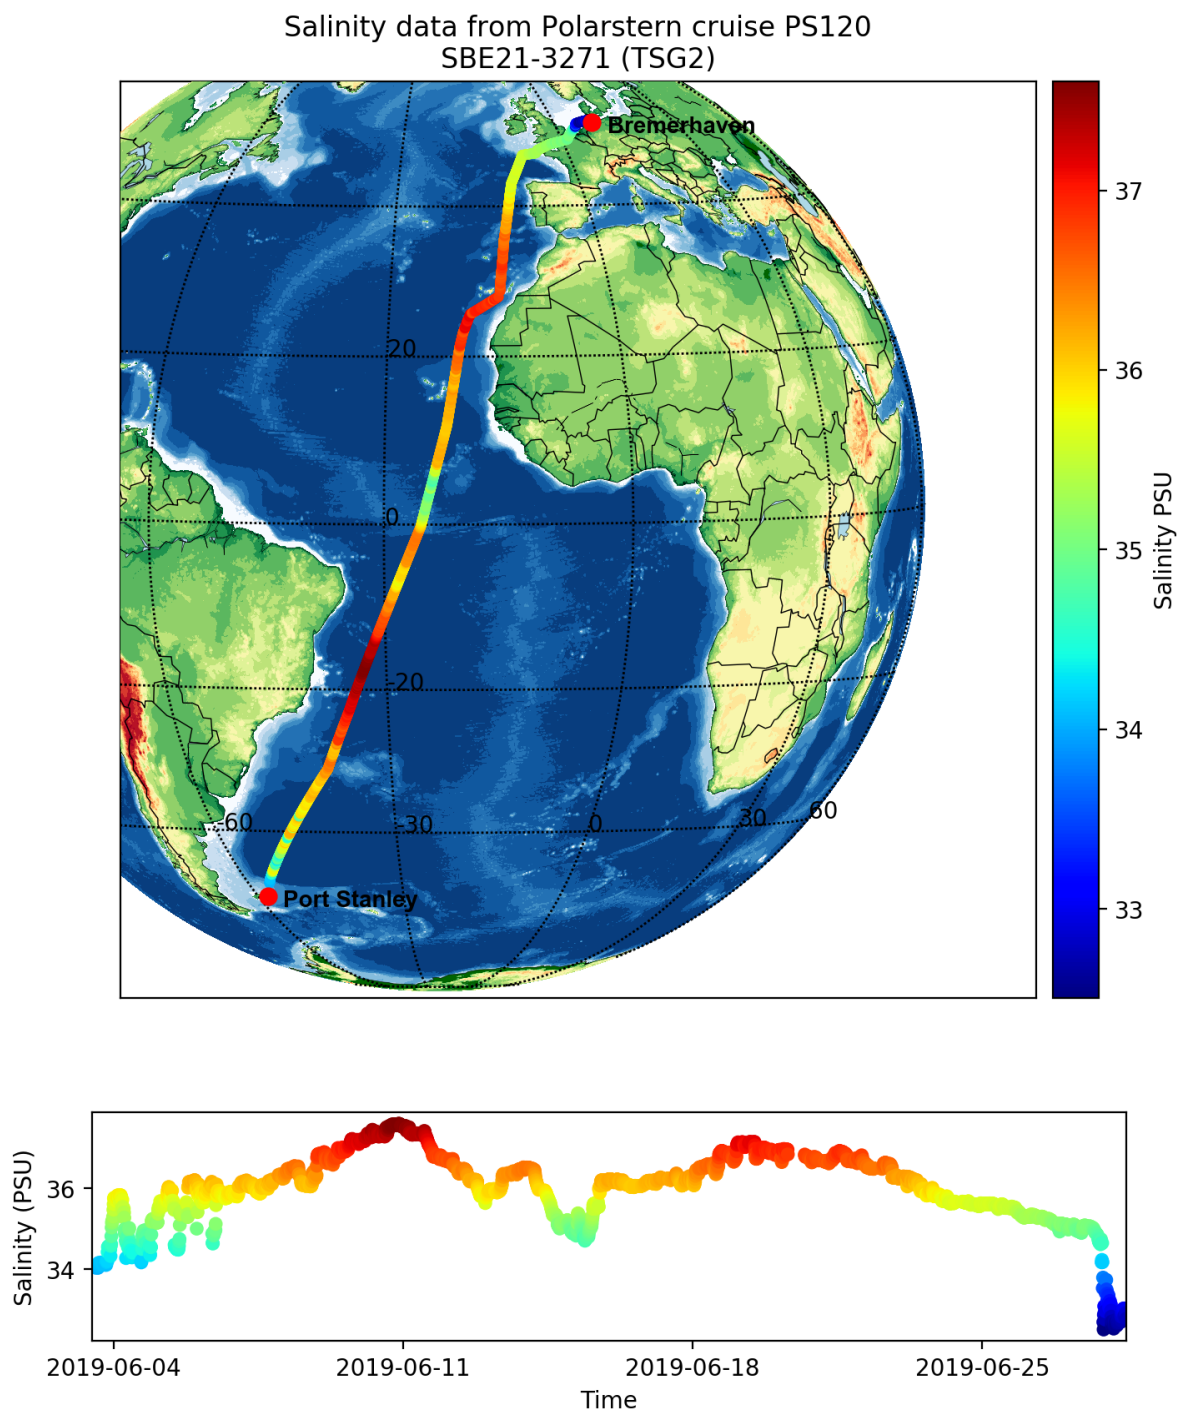 Salinity data from Polarstern cruise PS120
SBE21-3271 (TSG2)
Bremerhaven
20
0
-20
-60
-30
0
30
60
Port Stanley
37
36
35
34
33
Salinity PSU
Salinity (PSU)
36
34
2019-06-04
2019-06-11
2019-06-18
2019-06-25
Time